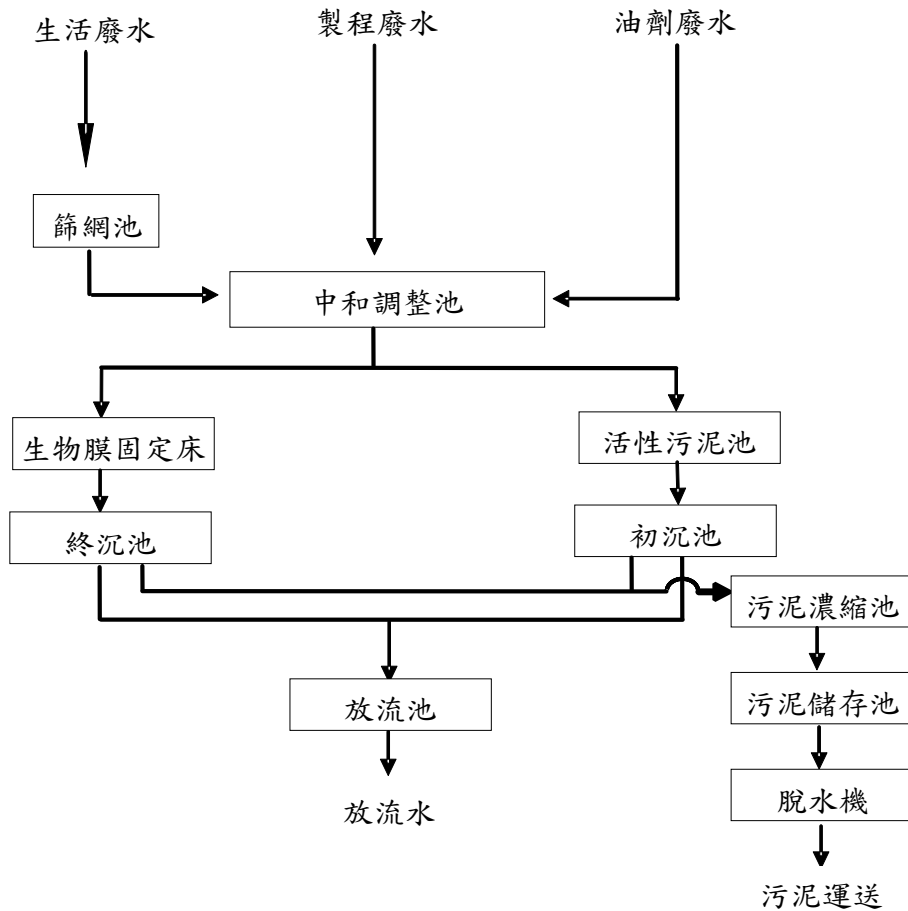 生活廢水
製程廢水
油劑廢水
篩網池
中和調整池
生物膜固定床
活性污泥池
終沉池
初沉池
污泥濃縮池
放流池
污泥儲存池
放流水
脫水機
污泥運送